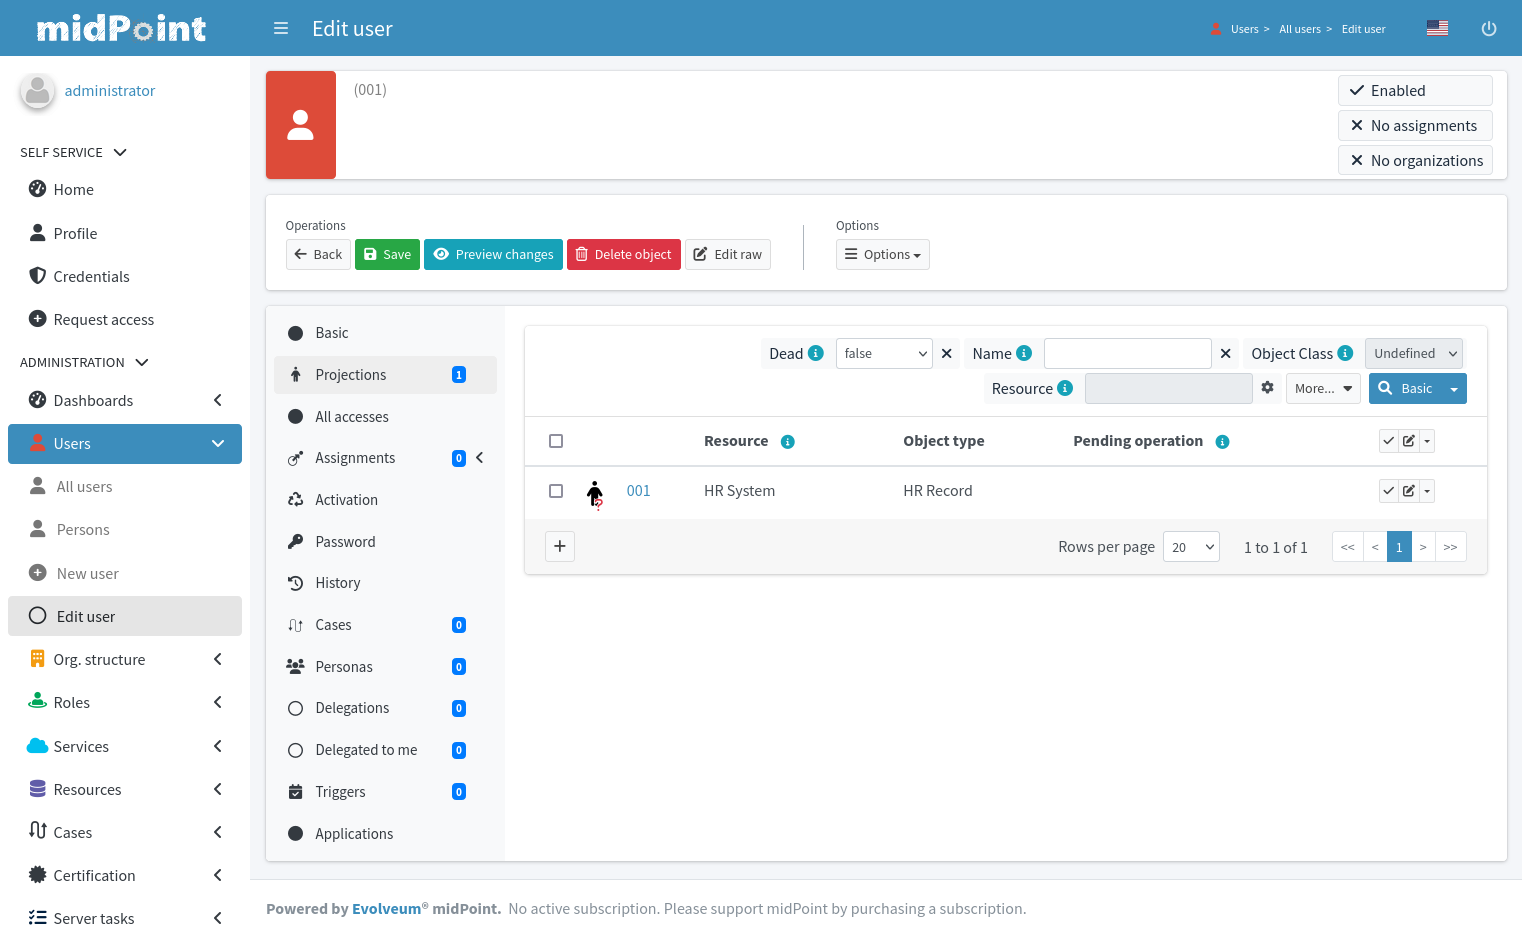 midPoint
Edit user
Users > All users > Edit user
administrator
SELF SERVICE
Home
Profile
Credentials
Request access
ADMINISTRATION
Dashboards
Users
All users
Persons
New user
Edit user
Org. structure
Roles
Services
Resources
Cases
Certification
Server tasks
(001)
Enabled
No assignments
No organizations
Operations
Options
Back
Save
Preview changes
Delete object
Edit raw
Options
Basic
Projections 1
All accesses
Assignments 0
Activation
Password
History
Cases 0
Personas 0
Delegations 0
Delegated to me 0
Triggers 0
Applications
Dead false Name Object Class Undefined
Resource More... Basic
Resource Object type Pending operation
001 HR System HR Record
Rows per page 20 1 to 1 of 1 << < 1 > >>
Powered by Evolveum® midPoint. No active subscription. Please support midPoint by purchasing a subscription.